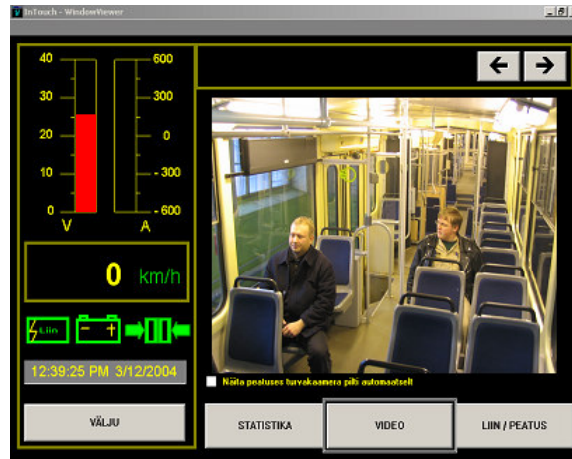 InTouch - WindowViewer
40 600
30 300
20 0
10 -300
0 -600
V A
0 km/h
Liin
12:39:25 PM 3/12/2004
Näita peatuses turvakaamera pilti automaatselt
VÄLJU
STATISTIKA
VIDEO
LIIN / PEATUS